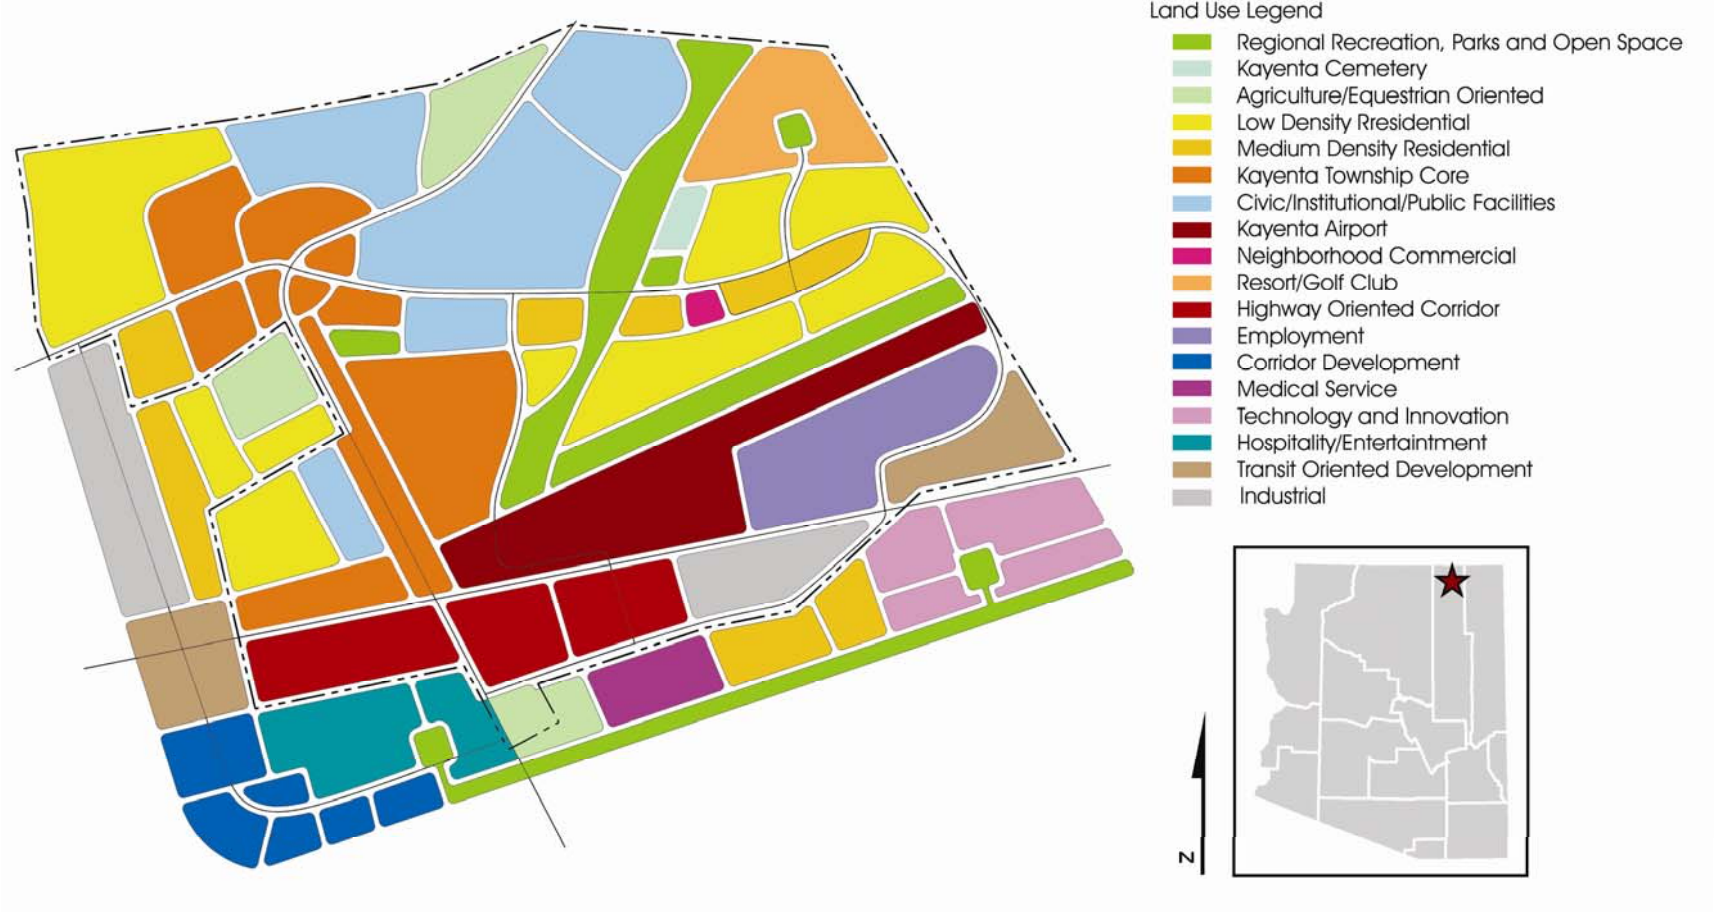 Land Use Legend
Regional Recreation, Parks and Open Space
Kayenta Cemetery
Agriculture/Equestrian Oriented
Low Density Rresidential
Medium Density Residential
Kayenta Township Core
Civic/Institutional/Public Facilities
Kayenta Airport
Neighborhood Commercial
Resort/Golf Club
Highway Oriented Corridor
Employment
Corridor Development
Medical Service
Technology and Innovation
Hospitality/Entertaintment
Transit Oriented Development
Industrial
N